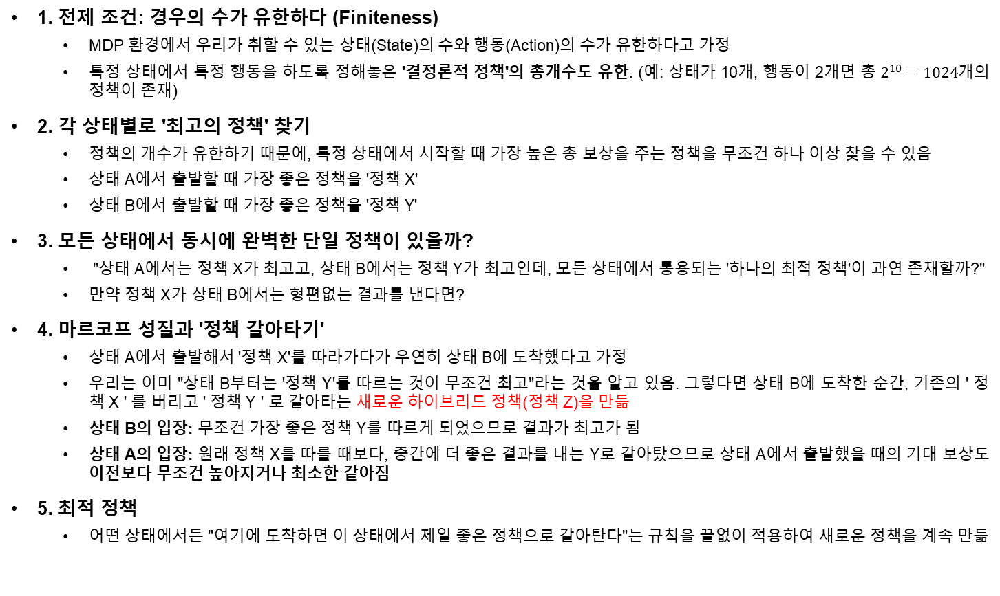 • 1. 전제 조건: 경우의 수가 유한하다 (Finiteness)
• MDP 환경에서 우리가 취할 수 있는 상태(State)의 수와 행동(Action)의 수가 유한하다고 가정
• 특정 상태에서 특정 행동을 하도록 정해놓은 '결정론적 정책'의 총개수도 유한. (예: 상태가 10개, 행동이 2개면 총 2¹⁰ = 1024개의
정책이 존재)
• 2. 각 상태별로 '최고의 정책' 찾기
• 정책의 개수가 유한하기 때문에, 특정 상태에서 시작할 때 가장 높은 총 보상을 주는 정책을 무조건 하나 이상 찾을 수 있음
• 상태 A에서 출발할 때 가장 좋은 정책을 '정책 X'
• 상태 B에서 출발할 때 가장 좋은 정책을 '정책 Y'
• 3. 모든 상태에서 동시에 완벽한 단일 정책이 있을까?
• "상태 A에서는 정책 X가 최고고, 상태 B에서는 정책 Y가 최고인데, 모든 상태에서 통용되는 '하나의 최적 정책'이 과연 존재할까?"
• 만약 정책 X가 상태 B에서는 형편없는 결과를 낸다면?
• 4. 마르코프 성질과 '정책 갈아타기'
• 상태 A에서 출발해서 '정책 X'를 따라가다가 우연히 상태 B에 도착했다고 가정
• 우리는 이미 "상태 B부터는 '정책 Y'를 따르는 것이 무조건 최고"라는 것을 알고 있음. 그렇다면 상태 B에 도착한 순간, 기존의 ' 정
책 X ' 를 버리고 ' 정책 Y ' 로 갈아타는 새로운 하이브리드 정책(정책 Z)을 만듦
• 상태 B의 입장: 무조건 가장 좋은 정책 Y를 따르게 되었으므로 결과가 최고가 됨
• 상태 A의 입장: 원래 정책 X를 따를 때보다, 중간에 더 좋은 결과를 내는 Y로 갈아탔으므로 상태 A에서 출발했을 때의 기대 보상도
이전보다 무조건 높아지거나 최소한 같아짐
• 5. 최적 정책
• 어떤 상태에서든 "여기에 도착하면 이 상태에서 제일 좋은 정책으로 갈아탄다"는 규칙을 끝없이 적용하여 새로운 정책을 계속 만듦